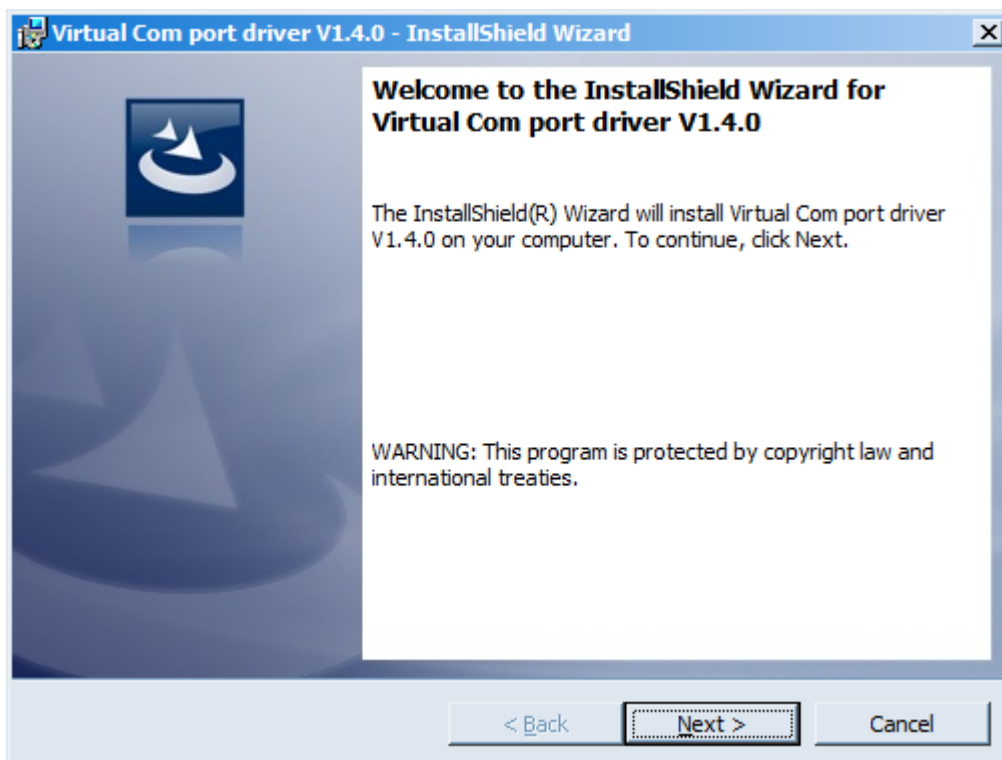 Virtual Com port driver V1.4.0 - InstallShield Wizard
Welcome to the InstallShield Wizard for
Virtual Com port driver V1.4.0
The InstallShield(R) Wizard will install Virtual Com port driver
V1.4.0 on your computer. To continue, click Next.
WARNING: This program is protected by copyright law and
international treaties.
< Back Next > Cancel